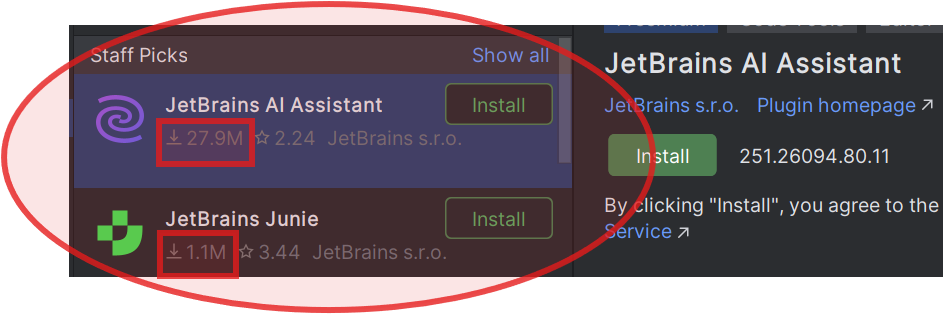 Staff Picks
Show all
JetBrains AI Assistant
Install
27.9M 2.24 JetBrains s.r.o.
JetBrains Junie
Install
1.1M 3.44 JetBrains s.r.o.
JetBrains AI Assistant
JetBrains s.r.o. Plugin homepage ↗
Install 251.26094.80.11
By clicking "Install", you agree to the
Service ↗